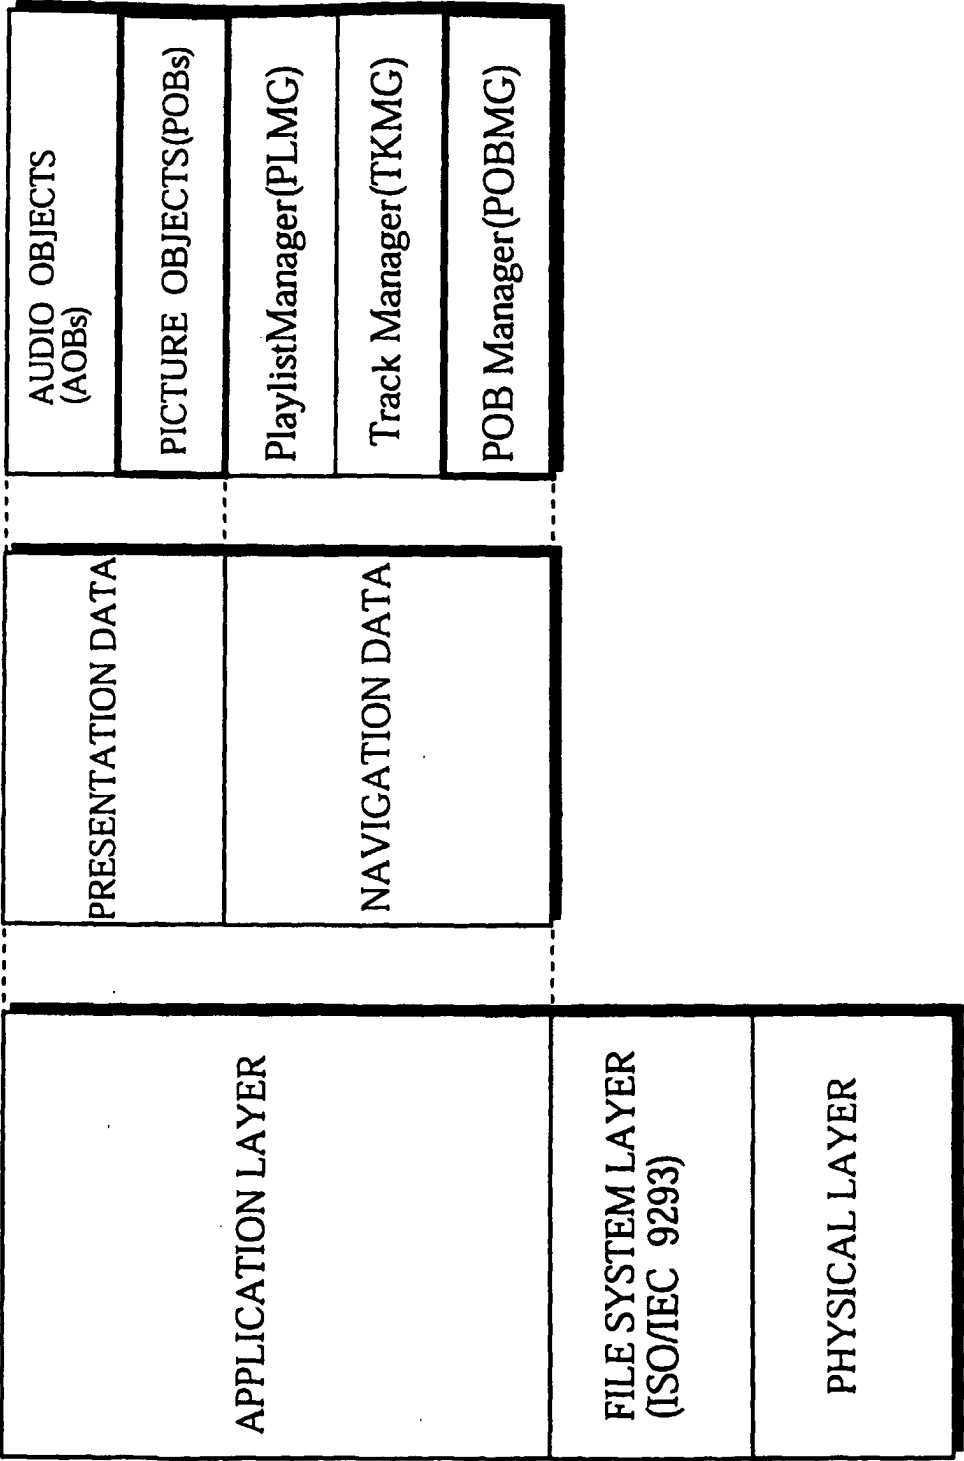 APPLICATION LAYER
FILE SYSTEM LAYER
(ISO/IEC 9293)
PHYSICAL LAYER
PRESENTATION DATA
NAVIGATION DATA
AUDIO OBJECTS
(AOBs)
PICTURE OBJECTS(POBs)
PlaylistManager(PLMG)
Track Manager(TKMG)
POB Manager(POBMG)